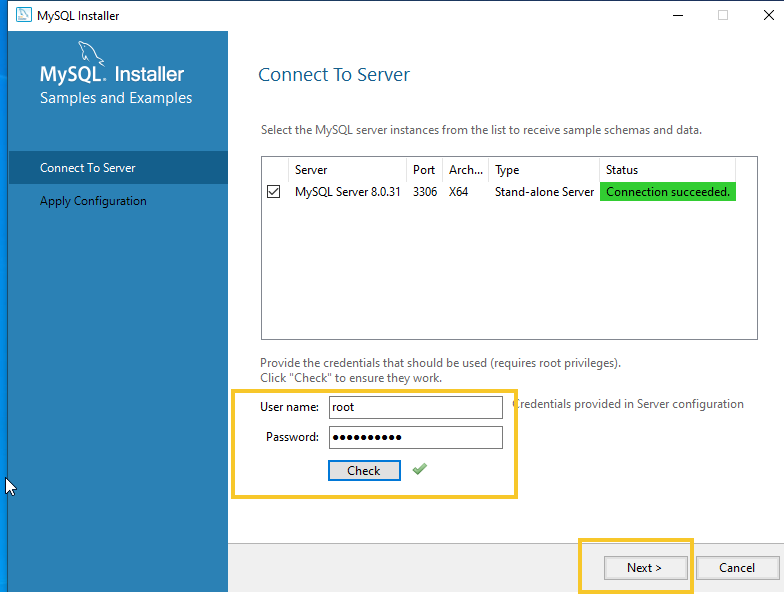 MySQL Installer
MySQL. Installer
Samples and Examples
Connect To Server
Apply Configuration
Connect To Server
Select the MySQL server instances from the list to receive sample schemas and data.
Server Port Arch... Type Status
MySQL Server 8.0.31 3306 X64 Stand-alone Server Connection succeeded.
Provide the credentials that should be used (requires root privileges).
Click "Check" to ensure they work.
User name: root Credentials provided in Server configuration
Password: ●●●●●●●●●●
Check
Next > Cancel